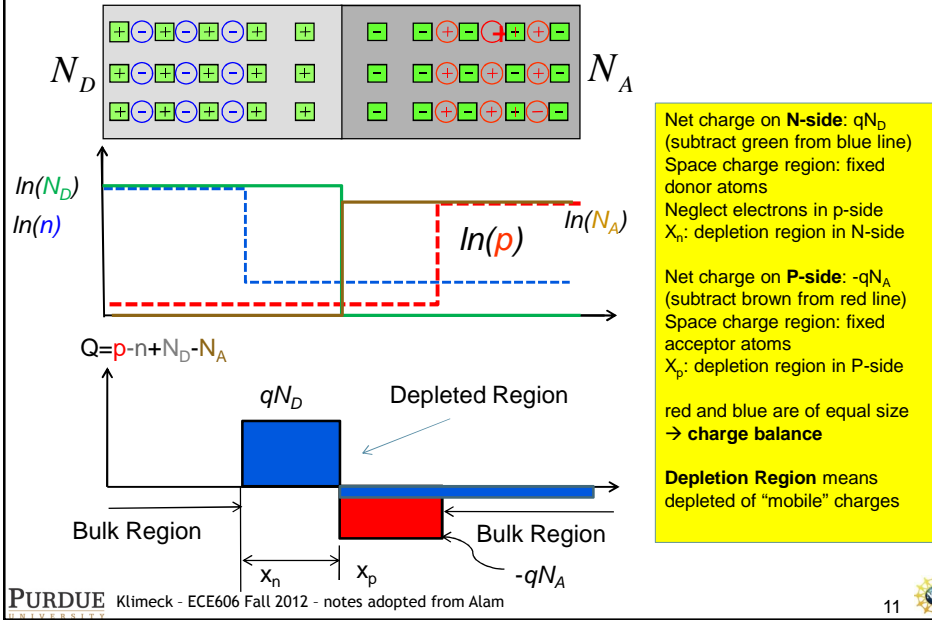 N_D
N_A
ln(N_D)
ln(n)
ln(p)
ln(N_A)
Q=p-n+N_D-N_A
qN_D
Depleted Region
Bulk Region
Bulk Region
x_n
x_p
-qN_A
Net charge on N-side: qN_D
(subtract green from blue line)
Space charge region: fixed
donor atoms
Neglect electrons in p-side
X_n: depletion region in N-side
Net charge on P-side: -qN_A
(subtract brown from red line)
Space charge region: fixed
acceptor atoms
X_p: depletion region in P-side
red and blue are of equal size
→ charge balance
Depletion Region means
depleted of “mobile” charges
PURDUE
UNIVERSITY
Klimeck - ECE606 Fall 2012 - notes adopted from Alam
11